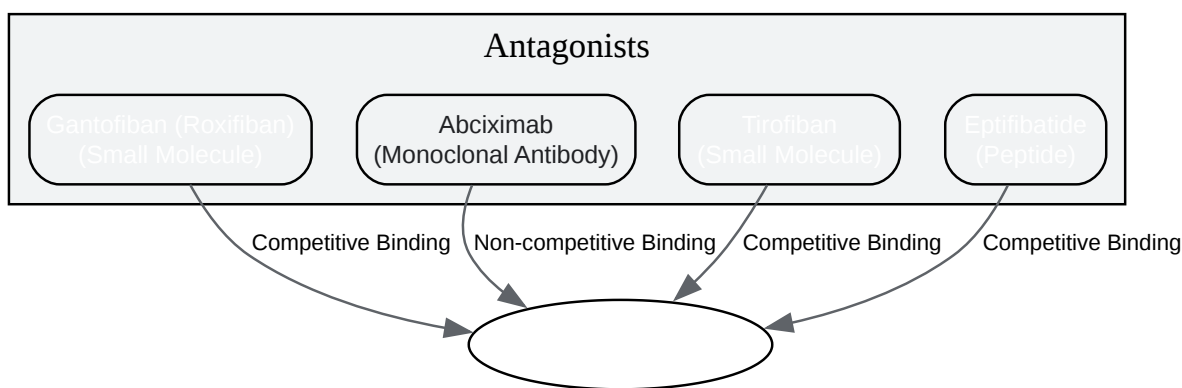 Antagonists
Gantofiban (Roxifiban)
(Small Molecule)
Abciximab
(Monoclonal Antibody)
Tirofiban
(Small Molecule)
Eptifibatide
(Peptide)
Competitive Binding
Non-competitive Binding
Competitive Binding
Competitive Binding